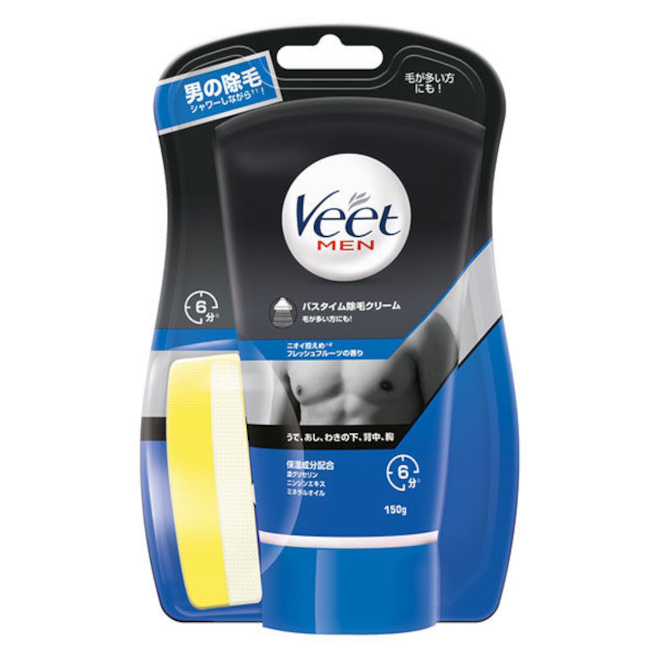 男の除毛
シャワーしながら*¹！
毛が多い方
にも！
Veet
MEN
バスタイム除毛クリーム
毛が多い方にも！
6
分
ニオイ控えめ
フレッシュフルーツの香り
うで、あし、わきの下、背中、胸
保湿成分配合
濃グリセリン
ニンジンエキス
ミネラルオイル
6
分
150g